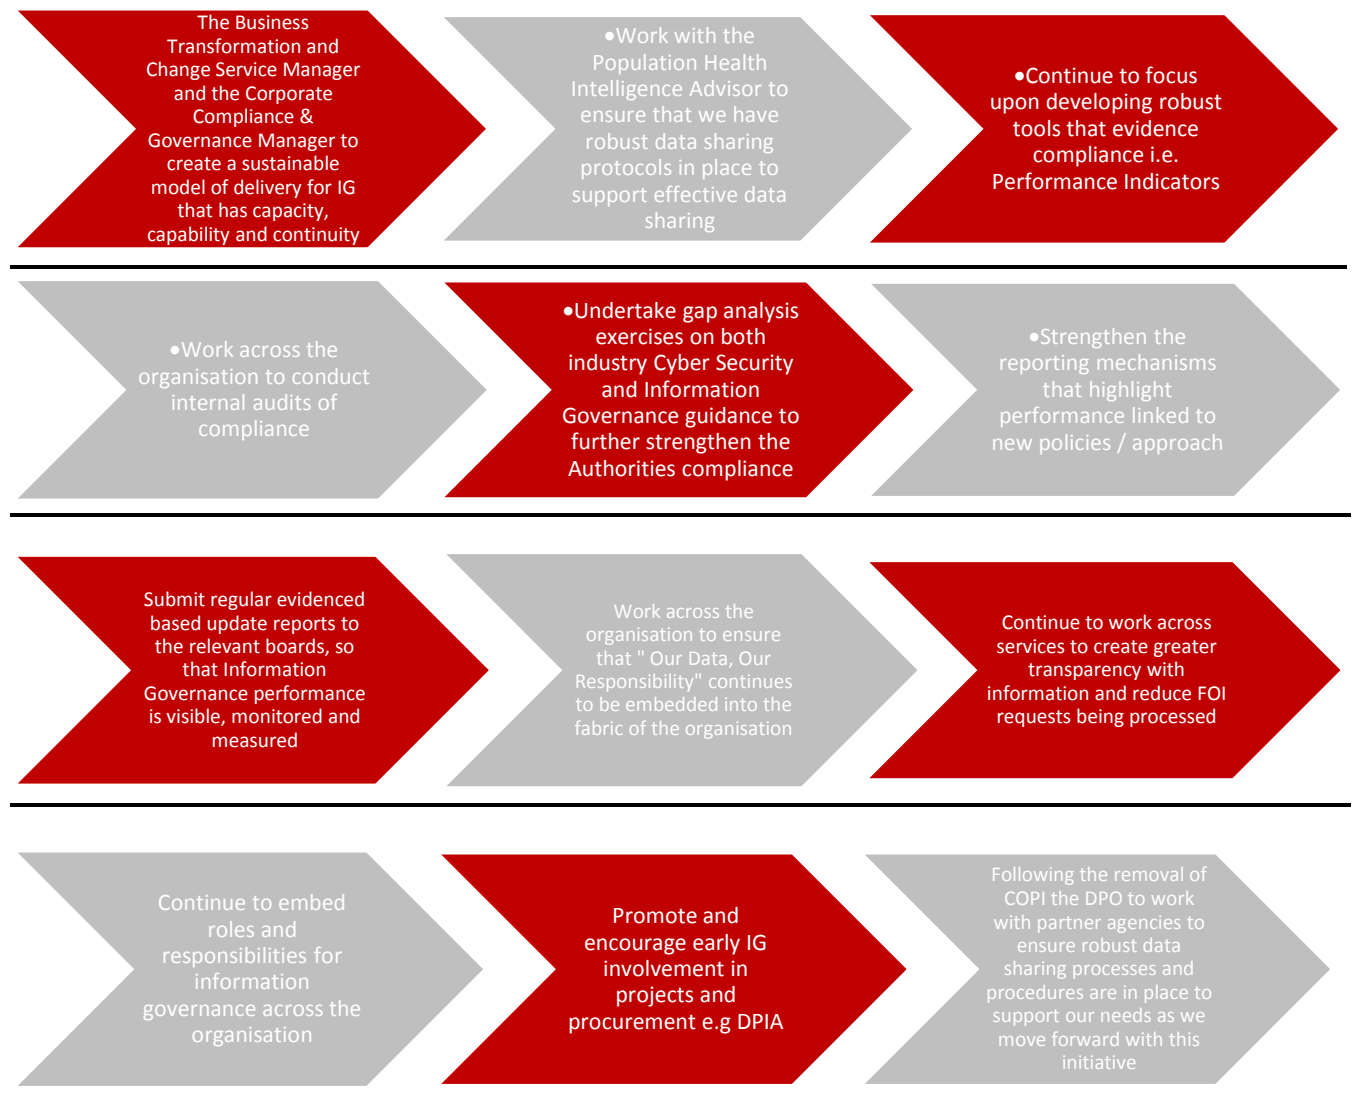 The Business
Transformation and
Change Service Manager
and the Corporate
Compliance &
Governance Manager to
create a sustainable
model of delivery for IG
that has capacity,
capability and continuity
•Work with the
Population Health
Intelligence Advisor to
ensure that we have
robust data sharing
protocols in place to
support effective data
sharing
•Continue to focus
upon developing robust
tools that evidence
compliance i.e.
Performance Indicators
•Work across the
organisation to conduct
internal audits of
compliance
•Undertake gap analysis
exercises on both
industry Cyber Security
and Information
Governance guidance to
further strengthen the
Authorities compliance
•Strengthen the
reporting mechanisms
that highlight
performance linked to
new policies / approach
Submit regular evidenced
based update reports to
the relevant boards, so
that Information
Governance performance
is visible, monitored and
measured
Work across the
organisation to ensure
that " Our Data, Our
Responsibility" continues
to be embedded into the
fabric of the organisation
Continue to work across
services to create greater
transparency with
information and reduce FOI
requests being processed
Continue to embed
roles and
responsibilities for
information
governance across the
organisation
Promote and
encourage early IG
involvement in
projects and
procurement e.g DPIA
Following the removal of
COPI the DPO to work
with partner agencies to
ensure robust data
sharing processes and
procedures are in place to
support our needs as we
move forward with this
initiative